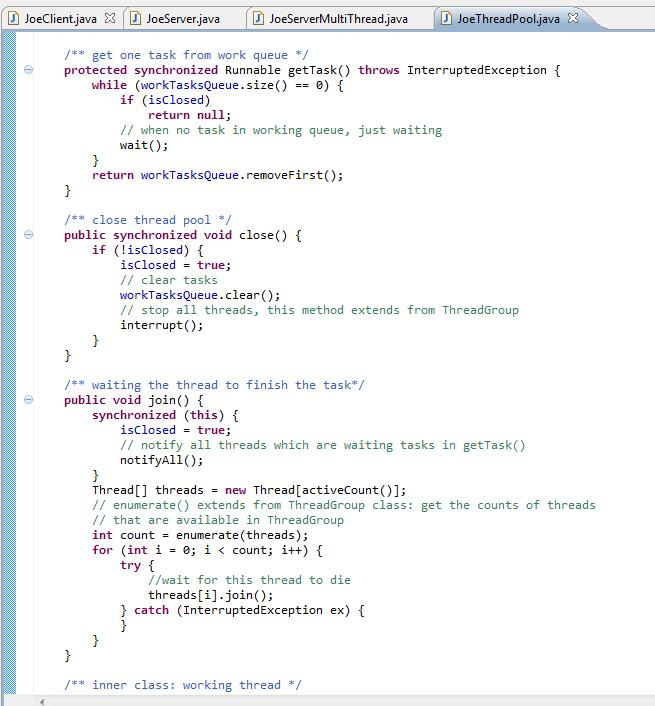 JoeClient.java JoeServer.java JoeServerMultiThread.java JoeThreadPool.java
/** get one task from work queue */
protected synchronized Runnable getTask() throws InterruptedException {
while (workTasksQueue.size() == 0) {
if (isClosed)
return null;
// when no task in working queue, just waiting
wait();
}
return workTasksQueue.removeFirst();
}
/** close thread pool */
public synchronized void close() {
if (!isClosed) {
isClosed = true;
// clear tasks
workTasksQueue.clear();
// stop all threads, this method extends from ThreadGroup
interrupt();
}
}
/** waiting the thread to finish the task*/
public void join() {
synchronized (this) {
isClosed = true;
// notify all threads which are waiting tasks in getTask()
notifyAll();
}
Thread[] threads = new Thread[activeCount()];
// enumerate() extends from ThreadGroup class: get the counts of threads
// that are available in ThreadGroup
int count = enumerate(threads);
for (int i = 0; i < count; i++) {
try {
//wait for this thread to die
threads[i].join();
} catch (InterruptedException ex) {
}
}
}
/** inner class: working thread */